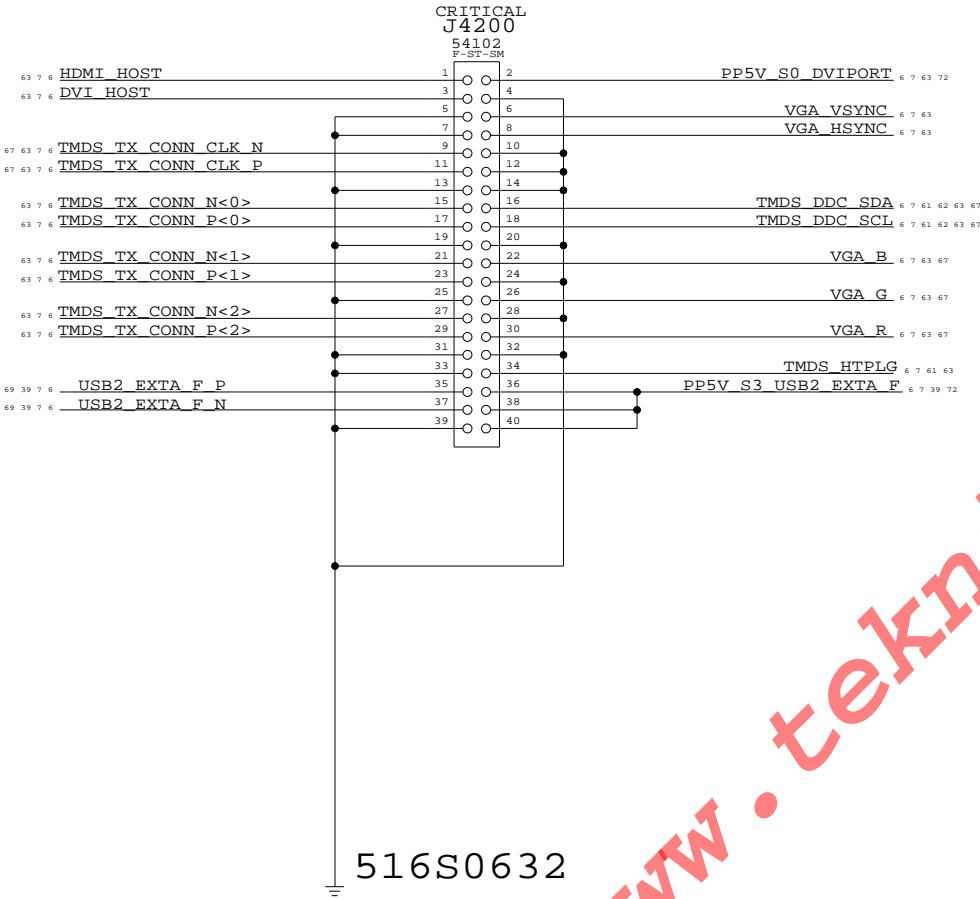 CRITICAL
J4200
54102
F-ST-SM
63 7 6 HDMI_HOST 1 2 PP5V_S0_DVIPORT 6 7 63 72
63 7 6 DVI_HOST 3 4
5 6 VGA_VSYNC 6 7 63
7 8 VGA_HSYNC 6 7 63
67 63 7 6 TMDS_TX_CONN_CLK_N 9 10
67 63 7 6 TMDS_TX_CONN_CLK_P 11 12
13 14
63 7 6 TMDS_TX_CONN_N<0> 15 16 TMDS_DDC_SDA 6 7 61 62 63 67
63 7 6 TMDS_TX_CONN_P<0> 17 18 TMDS_DDC_SCL 6 7 61 62 63 67
19 20
63 7 6 TMDS_TX_CONN_N<1> 21 22 VGA_B 6 7 63 67
63 7 6 TMDS_TX_CONN_P<1> 23 24
25 26 VGA_G 6 7 63 67
63 7 6 TMDS_TX_CONN_N<2> 27 28
63 7 6 TMDS_TX_CONN_P<2> 29 30 VGA_R 6 7 63 67
31 32
33 34 TMDS_HTPLG 6 7 61 63
69 39 7 6 USB2_EXTA_F_P 35 36 PP5V_S3_USB2_EXTA_F 6 7 39 72
69 39 7 6 USB2_EXTA_F_N 37 38
39 40
516S0632
ww.tekn